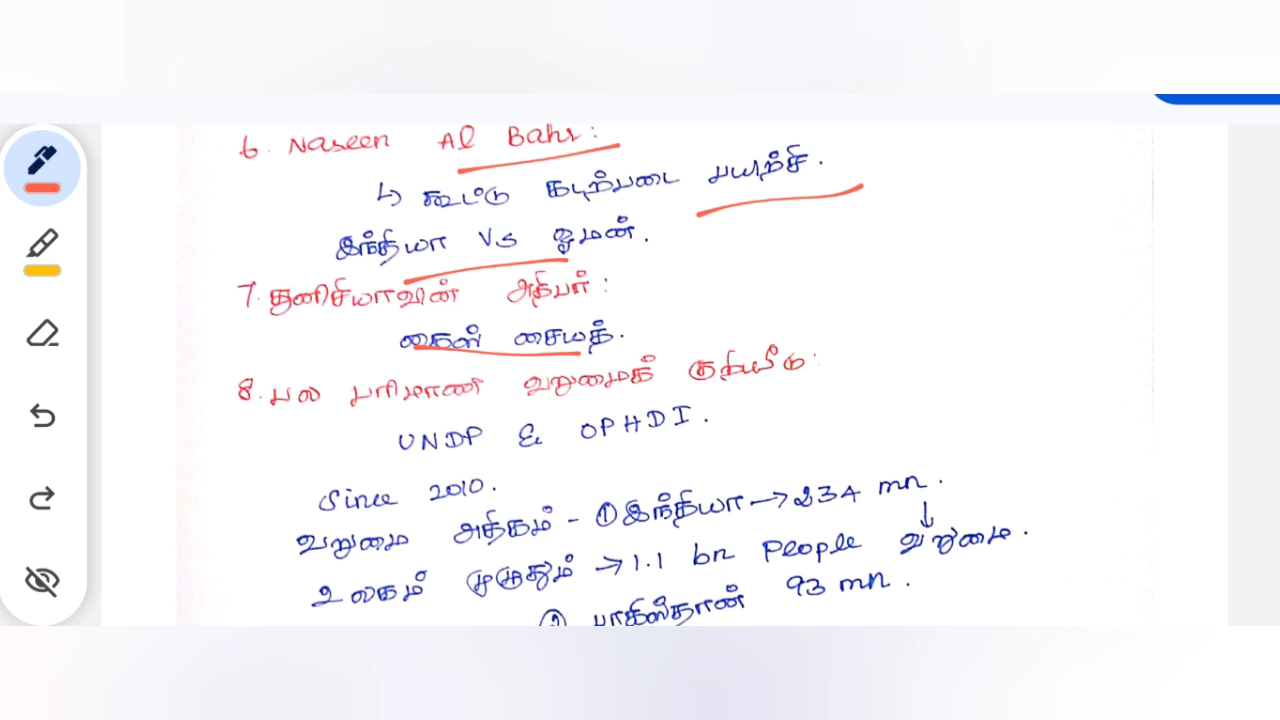 6. Naseen Al Bahr:
↳ கூட்டு கடற்படை பயிற்சி.
இந்தியா Vs ஓமன்.
7. துனிசியாவின் அதிபர்:
கைஸ் சையத்.
8. பல பரிமாண வறுமைக் குறியீடு:
UNDP & OPHDI.
Since 2010.
வறுமை அதிகம் - ① இந்தியா → 234 mn.
உலகம் முழுதும் → 1.1 bn People வறுமை.
② பாகிஸ்தான் 93 mn.